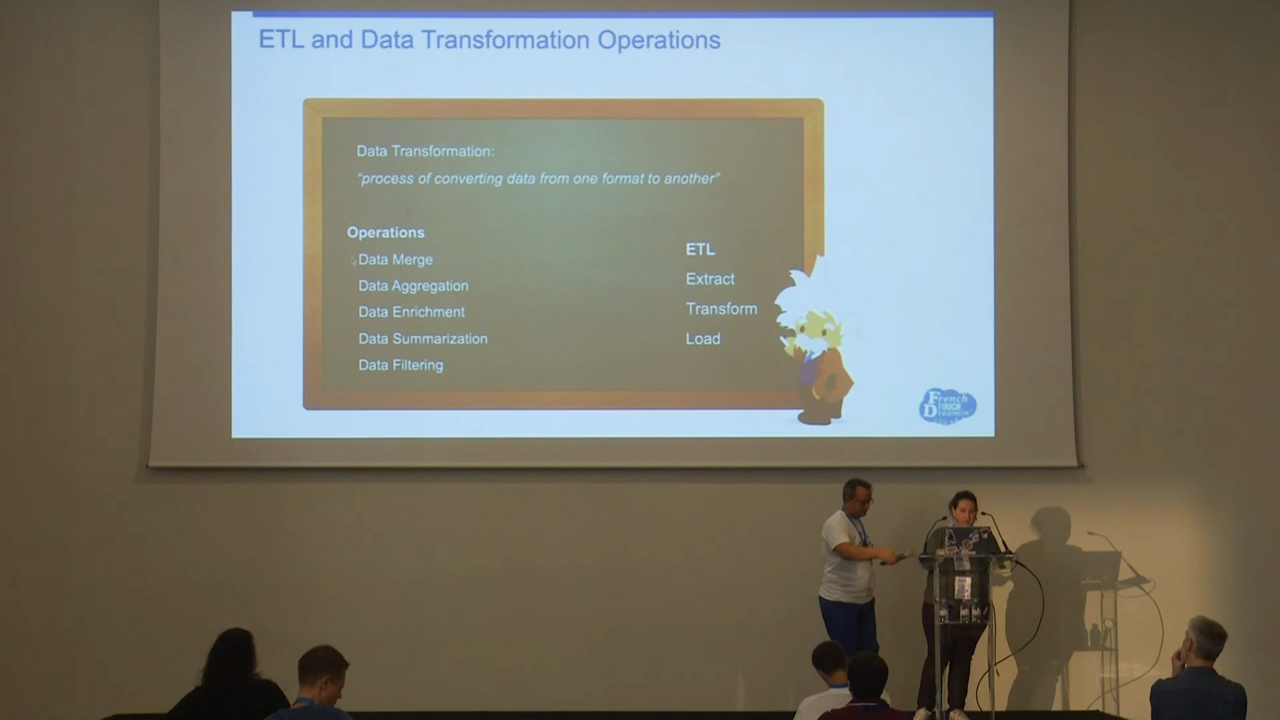 ETL and Data Transformation Operations
Data Transformation:
“process of converting data from one format to another”
Operations
Data Merge
Data Aggregation
Data Enrichment
Data Summarization
Data Filtering
ETL
Extract
Transform
Load
French
TOUCH
Dreamin'